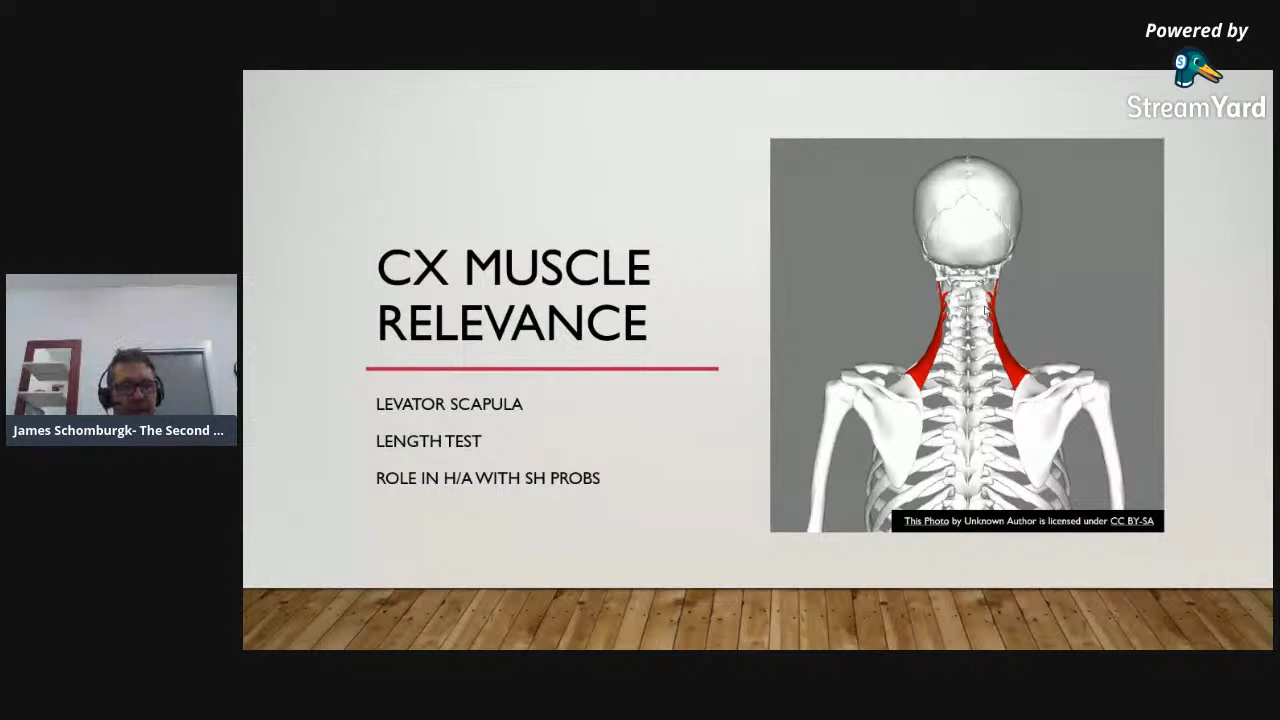 Powered by
StreamYard
CX MUSCLE
RELEVANCE
LEVATOR SCAPULA
LENGTH TEST
ROLE IN H/A WITH SH PROBS
This Photo by Unknown Author is licensed under CC BY-SA
James Schomburgk- The Second ...